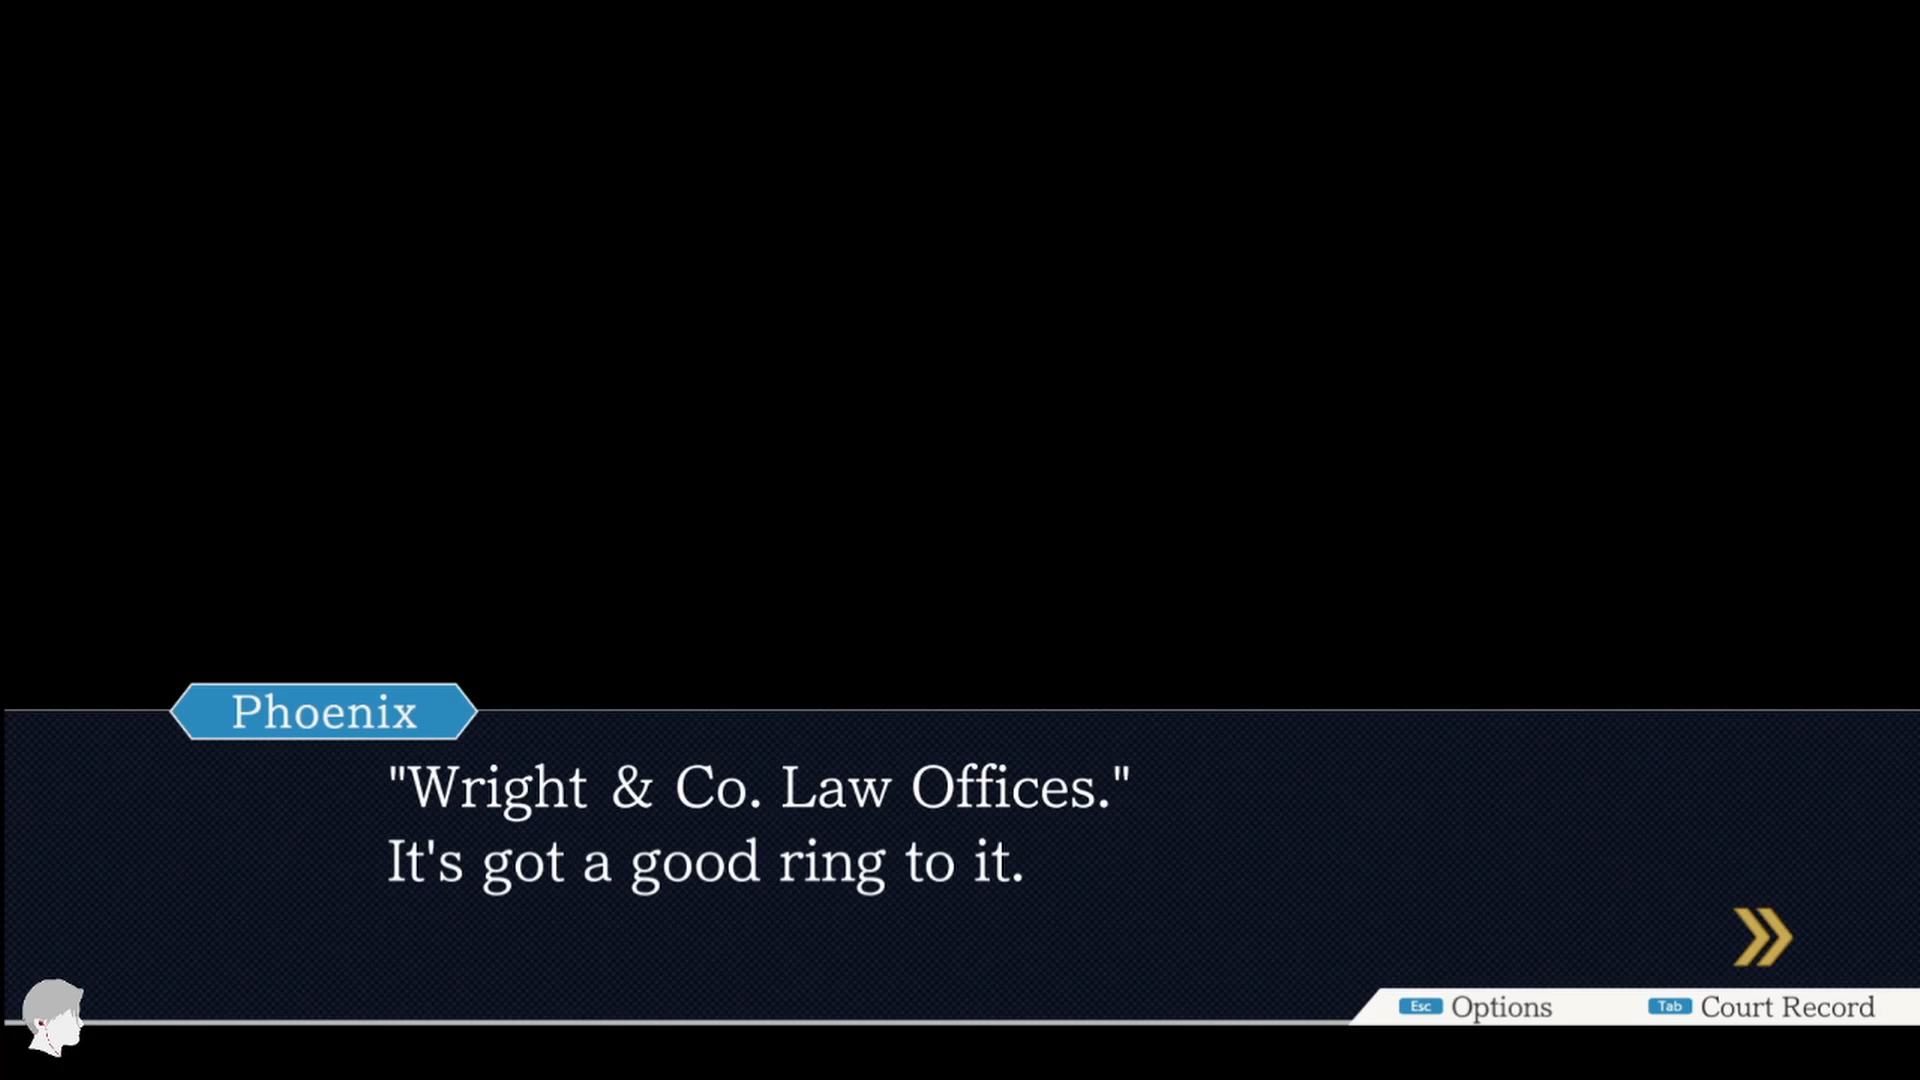 Phoenix
"Wright & Co. Law Offices."
It's got a good ring to it.
Esc Options Tab Court Record